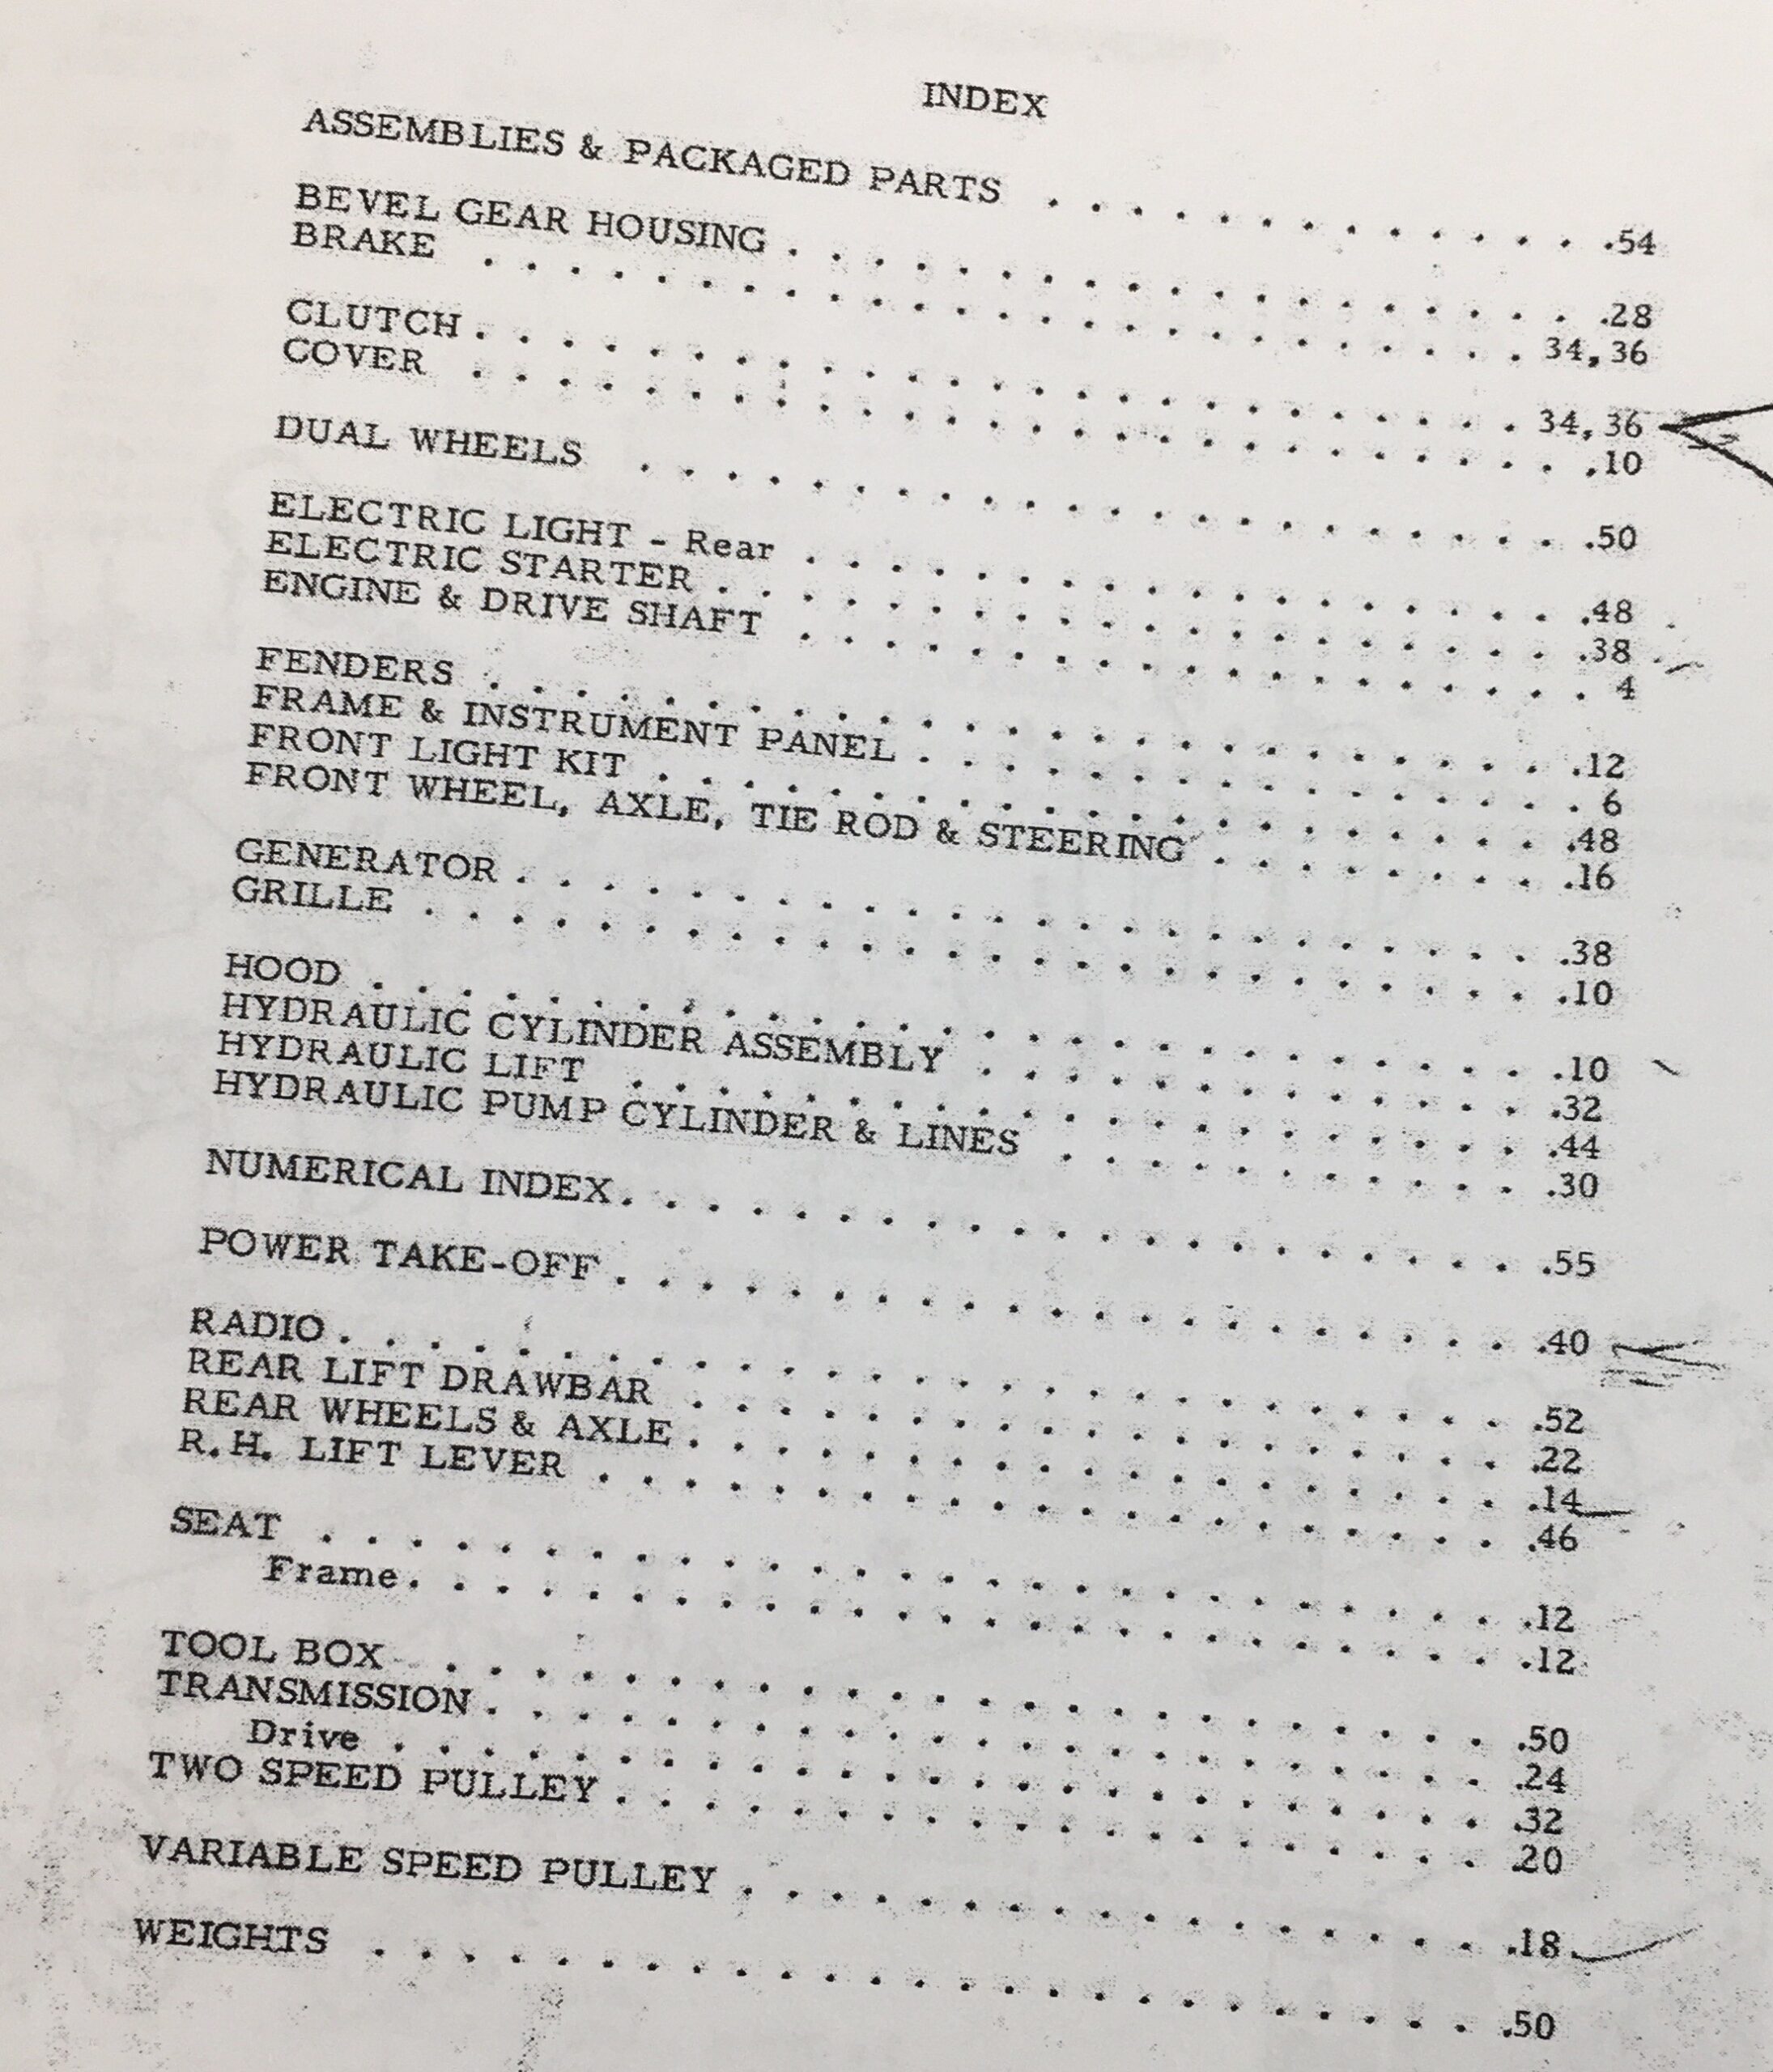 INDEX
ASSEMBLIES & PACKAGED PARTS . . . . . . . . . . . . . .54
BEVEL GEAR HOUSING . . . . . . . . . . . . . . . . . . .28
BRAKE . . . . . . . . . . . . . . . . . . . . . . . . . 34,36
CLUTCH . . . . . . . . . . . . . . . . . . . . . . . . . 34,36
COVER . . . . . . . . . . . . . . . . . . . . . . . . . .10
DUAL WHEELS . . . . . . . . . . . . . . . . . . . . . . .50
ELECTRIC LIGHT - Rear . . . . . . . . . . . . . . . . . .48
ELECTRIC STARTER . . . . . . . . . . . . . . . . . . . . .38
ENGINE & DRIVE SHAFT . . . . . . . . . . . . . . . . . . . 4
FENDERS . . . . . . . . . . . . . . . . . . . . . . . . .12
FRAME & INSTRUMENT PANEL . . . . . . . . . . . . . . . . 6
FRONT LIGHT KIT . . . . . . . . . . . . . . . . . . . . .48
FRONT WHEEL, AXLE, TIE ROD & STEERING . . . . . . . . .16
GENERATOR . . . . . . . . . . . . . . . . . . . . . . . .38
GRILLE . . . . . . . . . . . . . . . . . . . . . . . . . .10
HOOD . . . . . . . . . . . . . . . . . . . . . . . . . . .10
HYDRAULIC CYLINDER ASSEMBLY . . . . . . . . . . . . . .32
HYDRAULIC LIFT . . . . . . . . . . . . . . . . . . . . . .44
HYDRAULIC PUMP CYLINDER & LINES . . . . . . . . . . . .30
NUMERICAL INDEX . . . . . . . . . . . . . . . . . . . . . .55
POWER TAKE-OFF . . . . . . . . . . . . . . . . . . . . . .40
RADIO . . . . . . . . . . . . . . . . . . . . . . . . . . .52
REAR LIFT DRAWBAR . . . . . . . . . . . . . . . . . . . .22
REAR WHEELS & AXLE . . . . . . . . . . . . . . . . . . . .14
R.H. LIFT LEVER . . . . . . . . . . . . . . . . . . . . . .46
SEAT . . . . . . . . . . . . . . . . . . . . . . . . . . .12
Frame . . . . . . . . . . . . . . . . . . . . . . . . . .12
TOOL BOX . . . . . . . . . . . . . . . . . . . . . . . . .50
TRANSMISSION . . . . . . . . . . . . . . . . . . . . . . .24
Drive . . . . . . . . . . . . . . . . . . . . . . . . . .32
TWO SPEED PULLEY . . . . . . . . . . . . . . . . . . . . .20
VARIABLE SPEED PULLEY . . . . . . . . . . . . . . . . . .18
WEIGHTS . . . . . . . . . . . . . . . . . . . . . . . . . .50